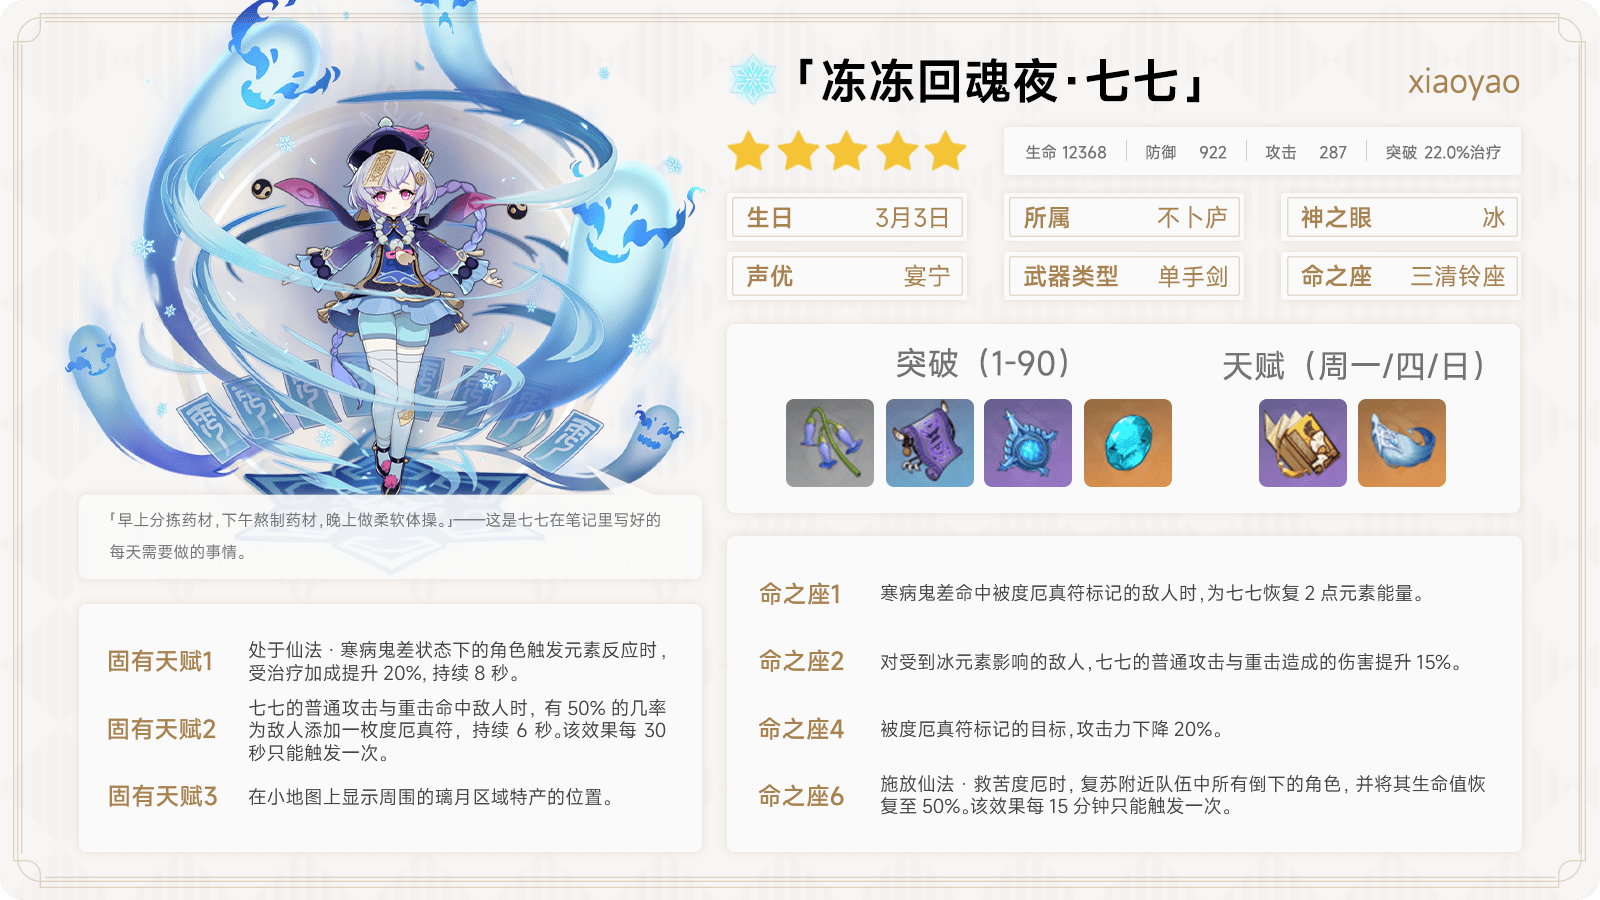 「冻冻回魂夜·七七」
xiaoyao
生命 12368 防御 922 攻击 287 突破 22.0%治疗
生日 3月3日 所属 不卜庐 神之眼 冰
声优 宴宁 武器类型 单手剑 命之座 三清铃座
突破（1-90） 天赋（周一/四/日）
「早上分拣药材,下午熬制药材,晚上做柔软体操。」——这是七七在笔记里写好的
每天需要做的事情。
固有天赋1
处于仙法·寒病鬼差状态下的角色触发元素反应时,
受治疗加成提升 20%, 持续 8 秒。
固有天赋2
七七的普通攻击与重击命中敌人时, 有 50% 的几率
为敌人添加一枚度厄真符, 持续 6 秒。该效果每 30
秒只能触发一次。
固有天赋3
在小地图上显示周围的璃月区域特产的位置。
命之座1
寒病鬼差命中被度厄真符标记的敌人时,为七七恢复 2 点元素能量。
命之座2
对受到冰元素影响的敌人,七七的普通攻击与重击造成的伤害提升 15%。
命之座4
被度厄真符标记的目标,攻击力下降 20%。
命之座6
施放仙法·救苦度厄时, 复苏附近队伍中所有倒下的角色, 并将其生命值恢
复至 50%。该效果每 15 分钟只能触发一次。